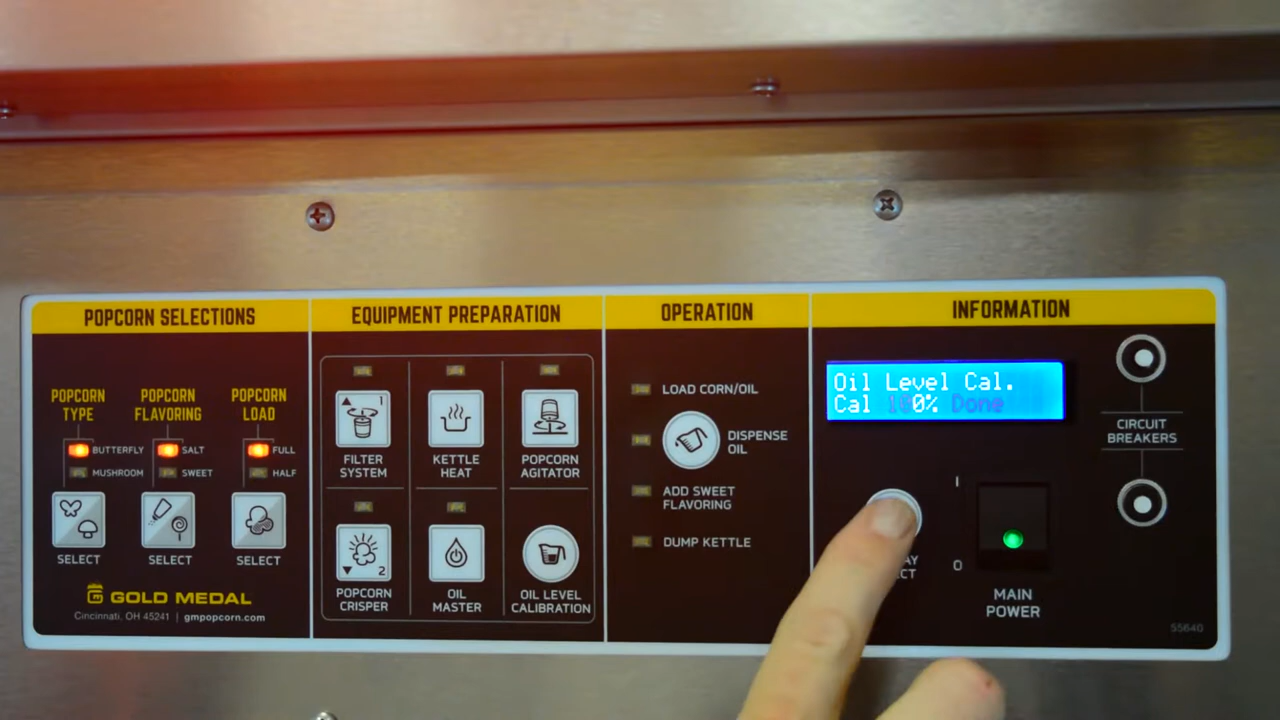 POPCORN SELECTIONS
POPCORN TYPE
BUTTERFLY
MUSHROOM
SELECT
POPCORN FLAVORING
SALT
SWEET
SELECT
POPCORN LOAD
FULL
HALF
SELECT
GOLD MEDAL
Cincinnati, OH 45241 | gmpopcorn.com
EQUIPMENT PREPARATION
1
FILTER
SYSTEM
KETTLE
HEAT
POPCORN
AGITATOR
2
POPCORN
CRISPER
OIL
MASTER
OIL LEVEL
CALIBRATION
OPERATION
LOAD CORN/OIL
DISPENSE
OIL
ADD SWEET
FLAVORING
DUMP KETTLE
INFORMATION
Oil Level Cal.
Cal 100% Done
I
O
MAIN
POWER
CIRCUIT
BREAKERS
55640